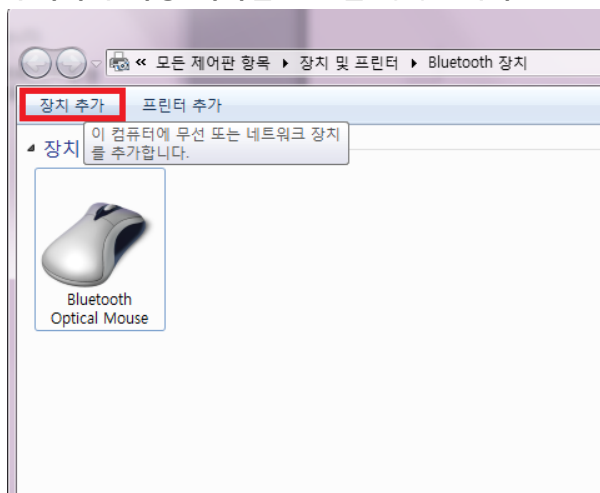 « 모든 제어판 항목 ▸ 장치 및 프린터 ▸ Bluetooth 장치
장치 추가 프린터 추가
이 컴퓨터에 무선 또는 네트워크 장치
를 추가합니다.
장치
Bluetooth
Optical Mouse